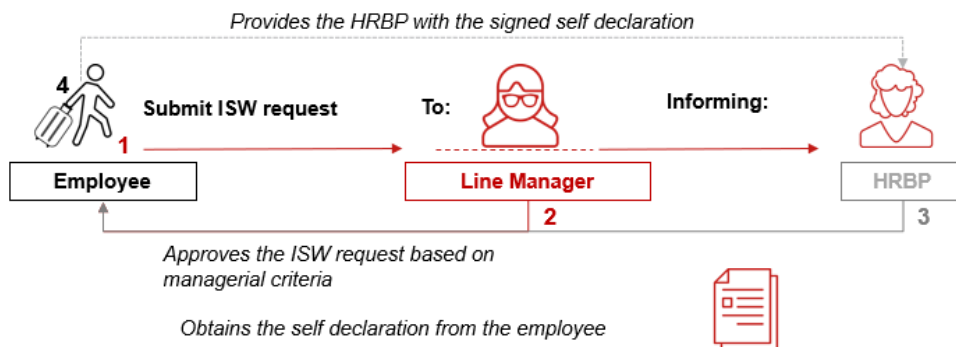 Provides the HRBP with the signed self declaration
4
Submit ISW request
To:
Informing:
1
Employee
Line Manager
HRBP
2
3
Approves the ISW request based on
managerial criteria
Obtains the self declaration from the employee